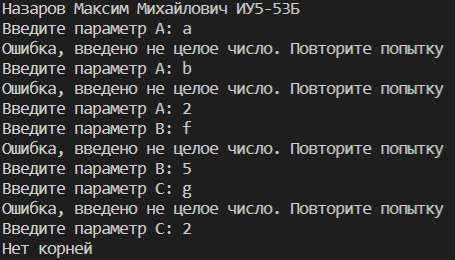 Назаров Максим Михайлович ИУ5-53Б
Введите параметр А: a
Ошибка, введено не целое число. Повторите попытку
Введите параметр А: b
Ошибка, введено не целое число. Повторите попытку
Введите параметр А: 2
Введите параметр B: f
Ошибка, введено не целое число. Повторите попытку
Введите параметр B: 5
Введите параметр C: g
Ошибка, введено не целое число. Повторите попытку
Введите параметр C: 2
Нет корней